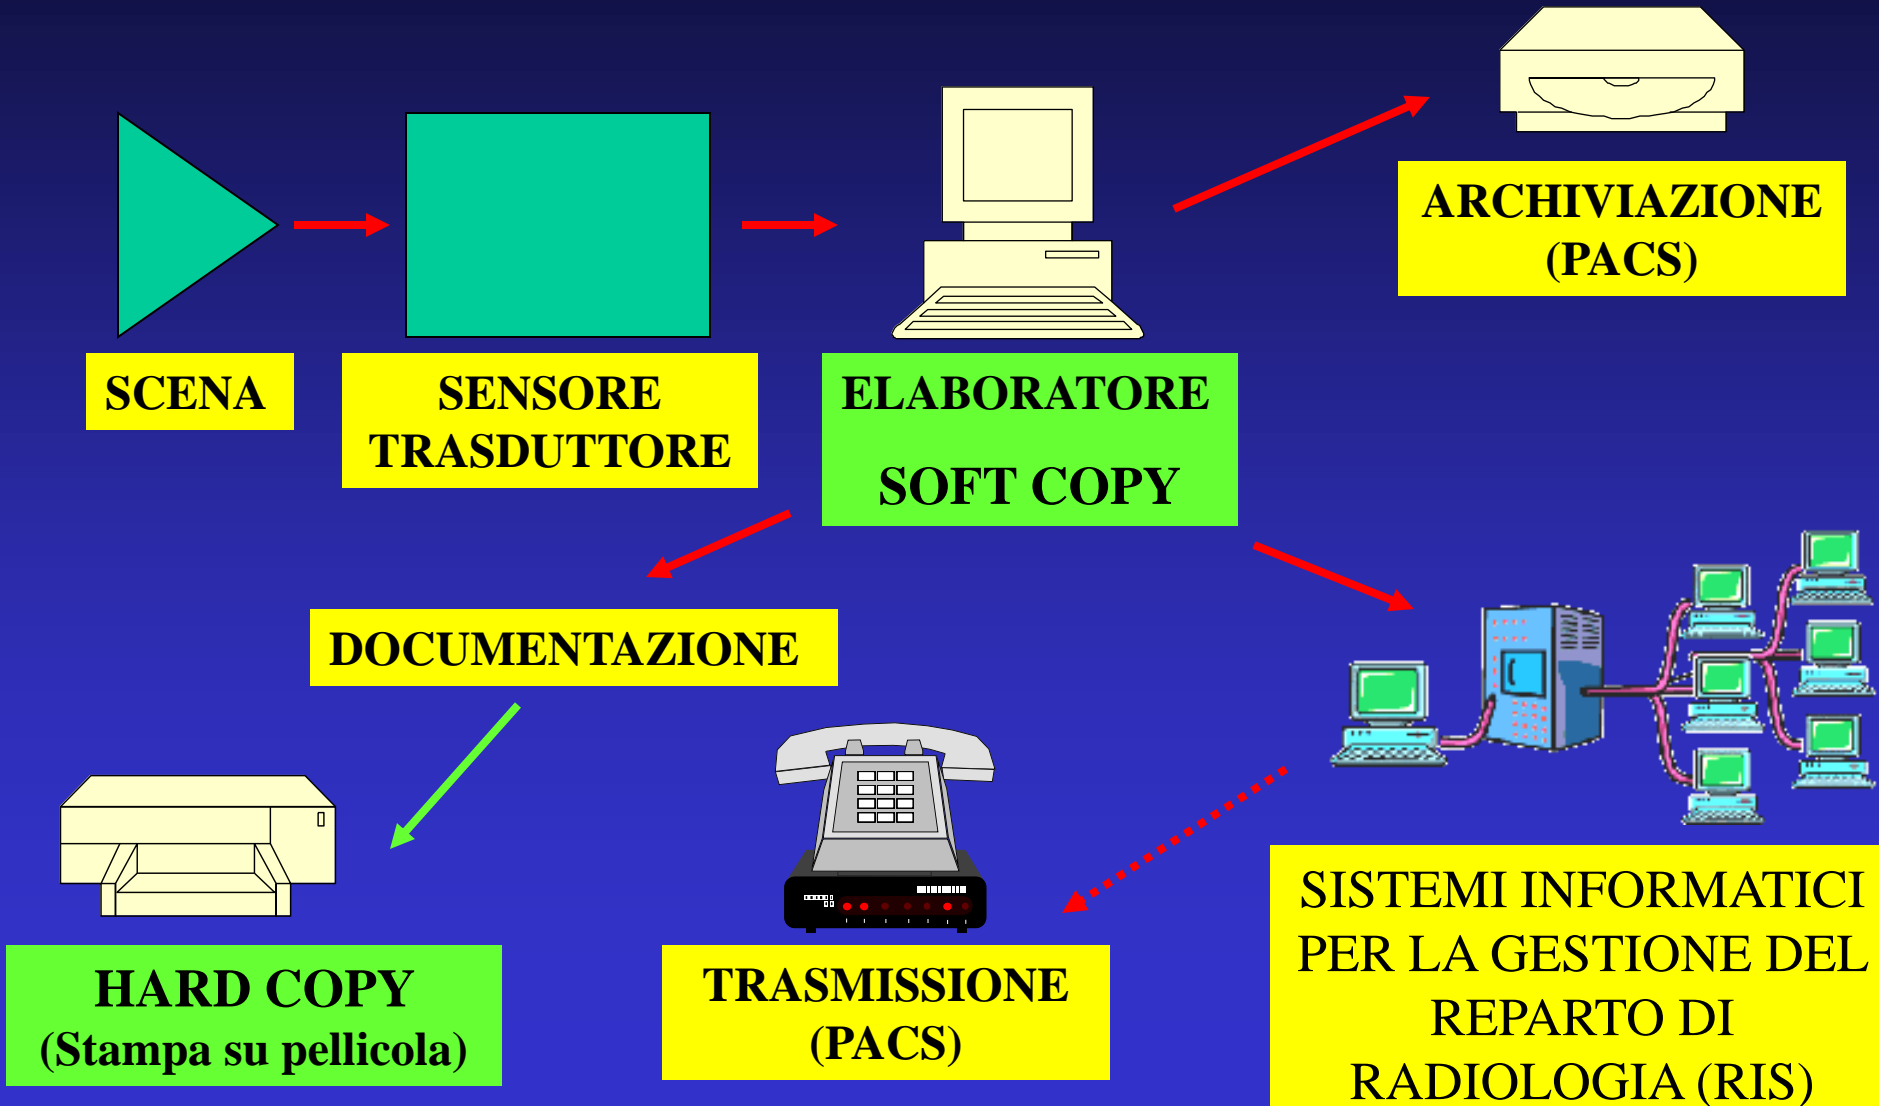 ARCHIVIAZIONE
(PACS)
SCENA
SENSORE
TRASDUTTORE
ELABORATORE
SOFT COPY
DOCUMENTAZIONE
HARD COPY
(Stampa su pellicola)
TRASMISSIONE
(PACS)
SISTEMI INFORMATICI
PER LA GESTIONE DEL
REPARTO DI
RADIOLOGIA (RIS)